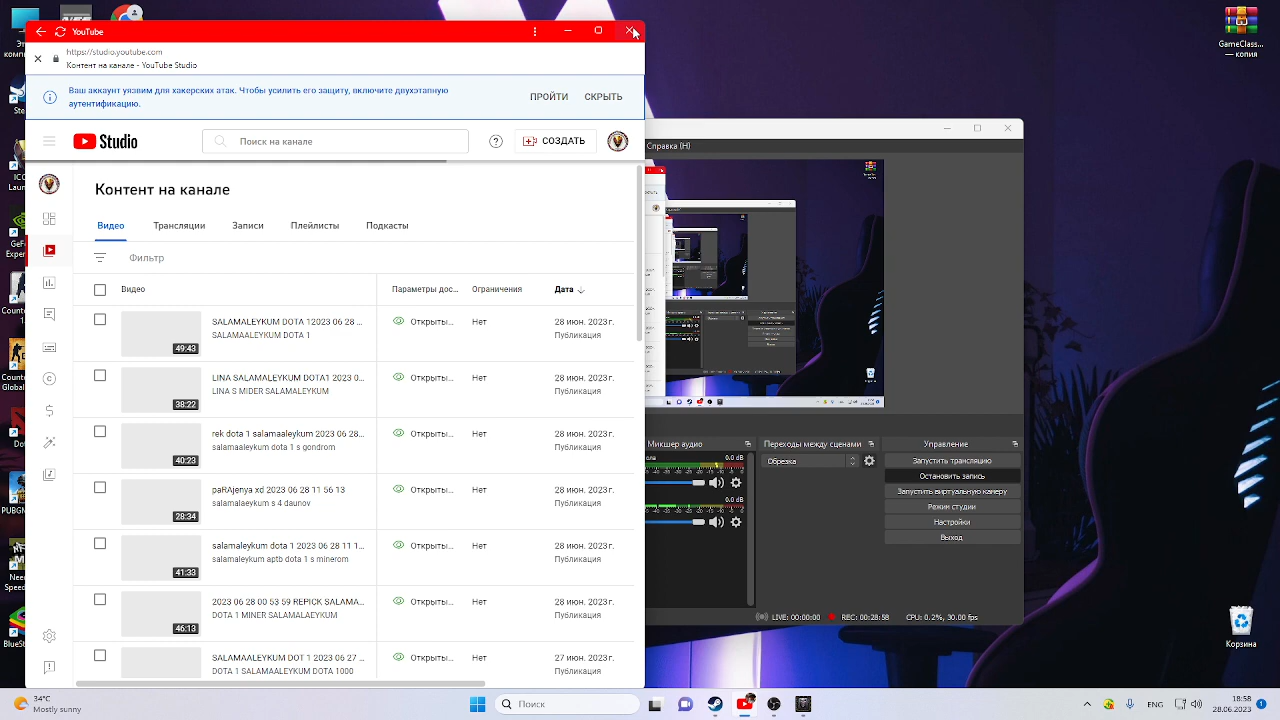 YouTube
https://studio.youtube.com
Контент на канале - YouTube Studio
Ваш аккаунт уязвим для хакерских атак. Чтобы усилить его защиту, включите двухэтапную
аутентификацию.
ПРОЙТИ СКРЫТЬ
Studio
Поиск на канале
СОЗДАТЬ
Контент на канале
Видео Трансляции Записи Плейлисты Подкасты
Фильтр
Видео Параметры дос... Ограничения Дата
SALAMALEYKUM DOTA 1 2023 06 28 ... Открыты... Нет 28 июн. 2023 г.
SALAMMALEYKUM DOTA 1 Публикация
49:43
LINA SALAMALEYKUM DOTA1 2023 0... Открыты... Нет 28 июн. 2023 г.
LINA S MIDER SALAMALEYKUM Публикация
38:22
rek dota 1 salamaaleykum 2023 06 28... Открыты... Нет 28 июн. 2023 г.
salamaaleykum dota 1 s gondrom Публикация
40:23
paRAjenya xd 2023 06 28 11 56 13 Открыты... Нет 28 июн. 2023 г.
salamaaleykum s 4 daunov Публикация
28:34
salamaleykum dota 1 2023 06 28 11 1... Открыты... Нет 28 июн. 2023 г.
salamaaleykum aptb dota 1 s minerom Публикация
41:33
2023 06 28 00 53 59 REPICK SALAMA... Открыты... Нет 28 июн. 2023 г.
DOTA 1 MINER SALAMALAEYKUM Публикация
46:13
SALAMAALEYKUM DOT 1 2023 06 27 ... Открыты... Нет 27 июн. 2023 г.
DOTA 1 SALAMAALEYKUM DOTA 1000 Публикация
GameClass...
— копия
Справка (H)
Микшер аудио Переходы между сценами Управление
0.0 dB
Обрезка
0.0 dB
Запустить трансляцию
Остановить запись
Запустить виртуальную камеру
Режим студии
Настройки
Выход
LIVE: 00:00:00 REC: 00:28:58 CPU: 0.2%, 30.00 fps
Корзина
34°C
Mostly sunny
Поиск
РУС
18:58
28.06.2023